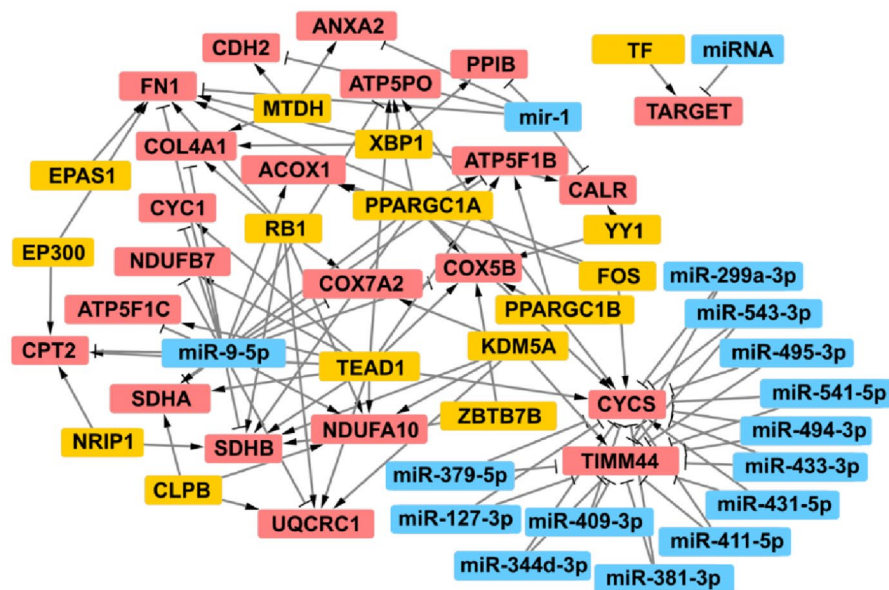 ANXA2
CDH2
TF
miRNA
PPIB
FN1
ATP5PO
MTDH
mir-1
TARGET
COL4A1
XBP1
ATP5F1B
EPAS1
ACOX1
CALR
CYC1
PPARGC1A
RB1
YY1
EP300
NDUFB7
COX7A2
COX5B
FOS
miR-299a-3p
ATP5F1C
PPARGC1B
miR-543-3p
CPT2
miR-9-5p
TEAD1
KDM5A
miR-495-3p
SDHA
CYCS
miR-541-5p
NRIP1
SDHB
NDUFA10
ZBTB7B
miR-494-3p
TIMM44
miR-433-3p
miR-379-5p
CLPB
miR-431-5p
UQCRC1
miR-127-3p
miR-409-3p
miR-411-5p
miR-344d-3p
miR-381-3p